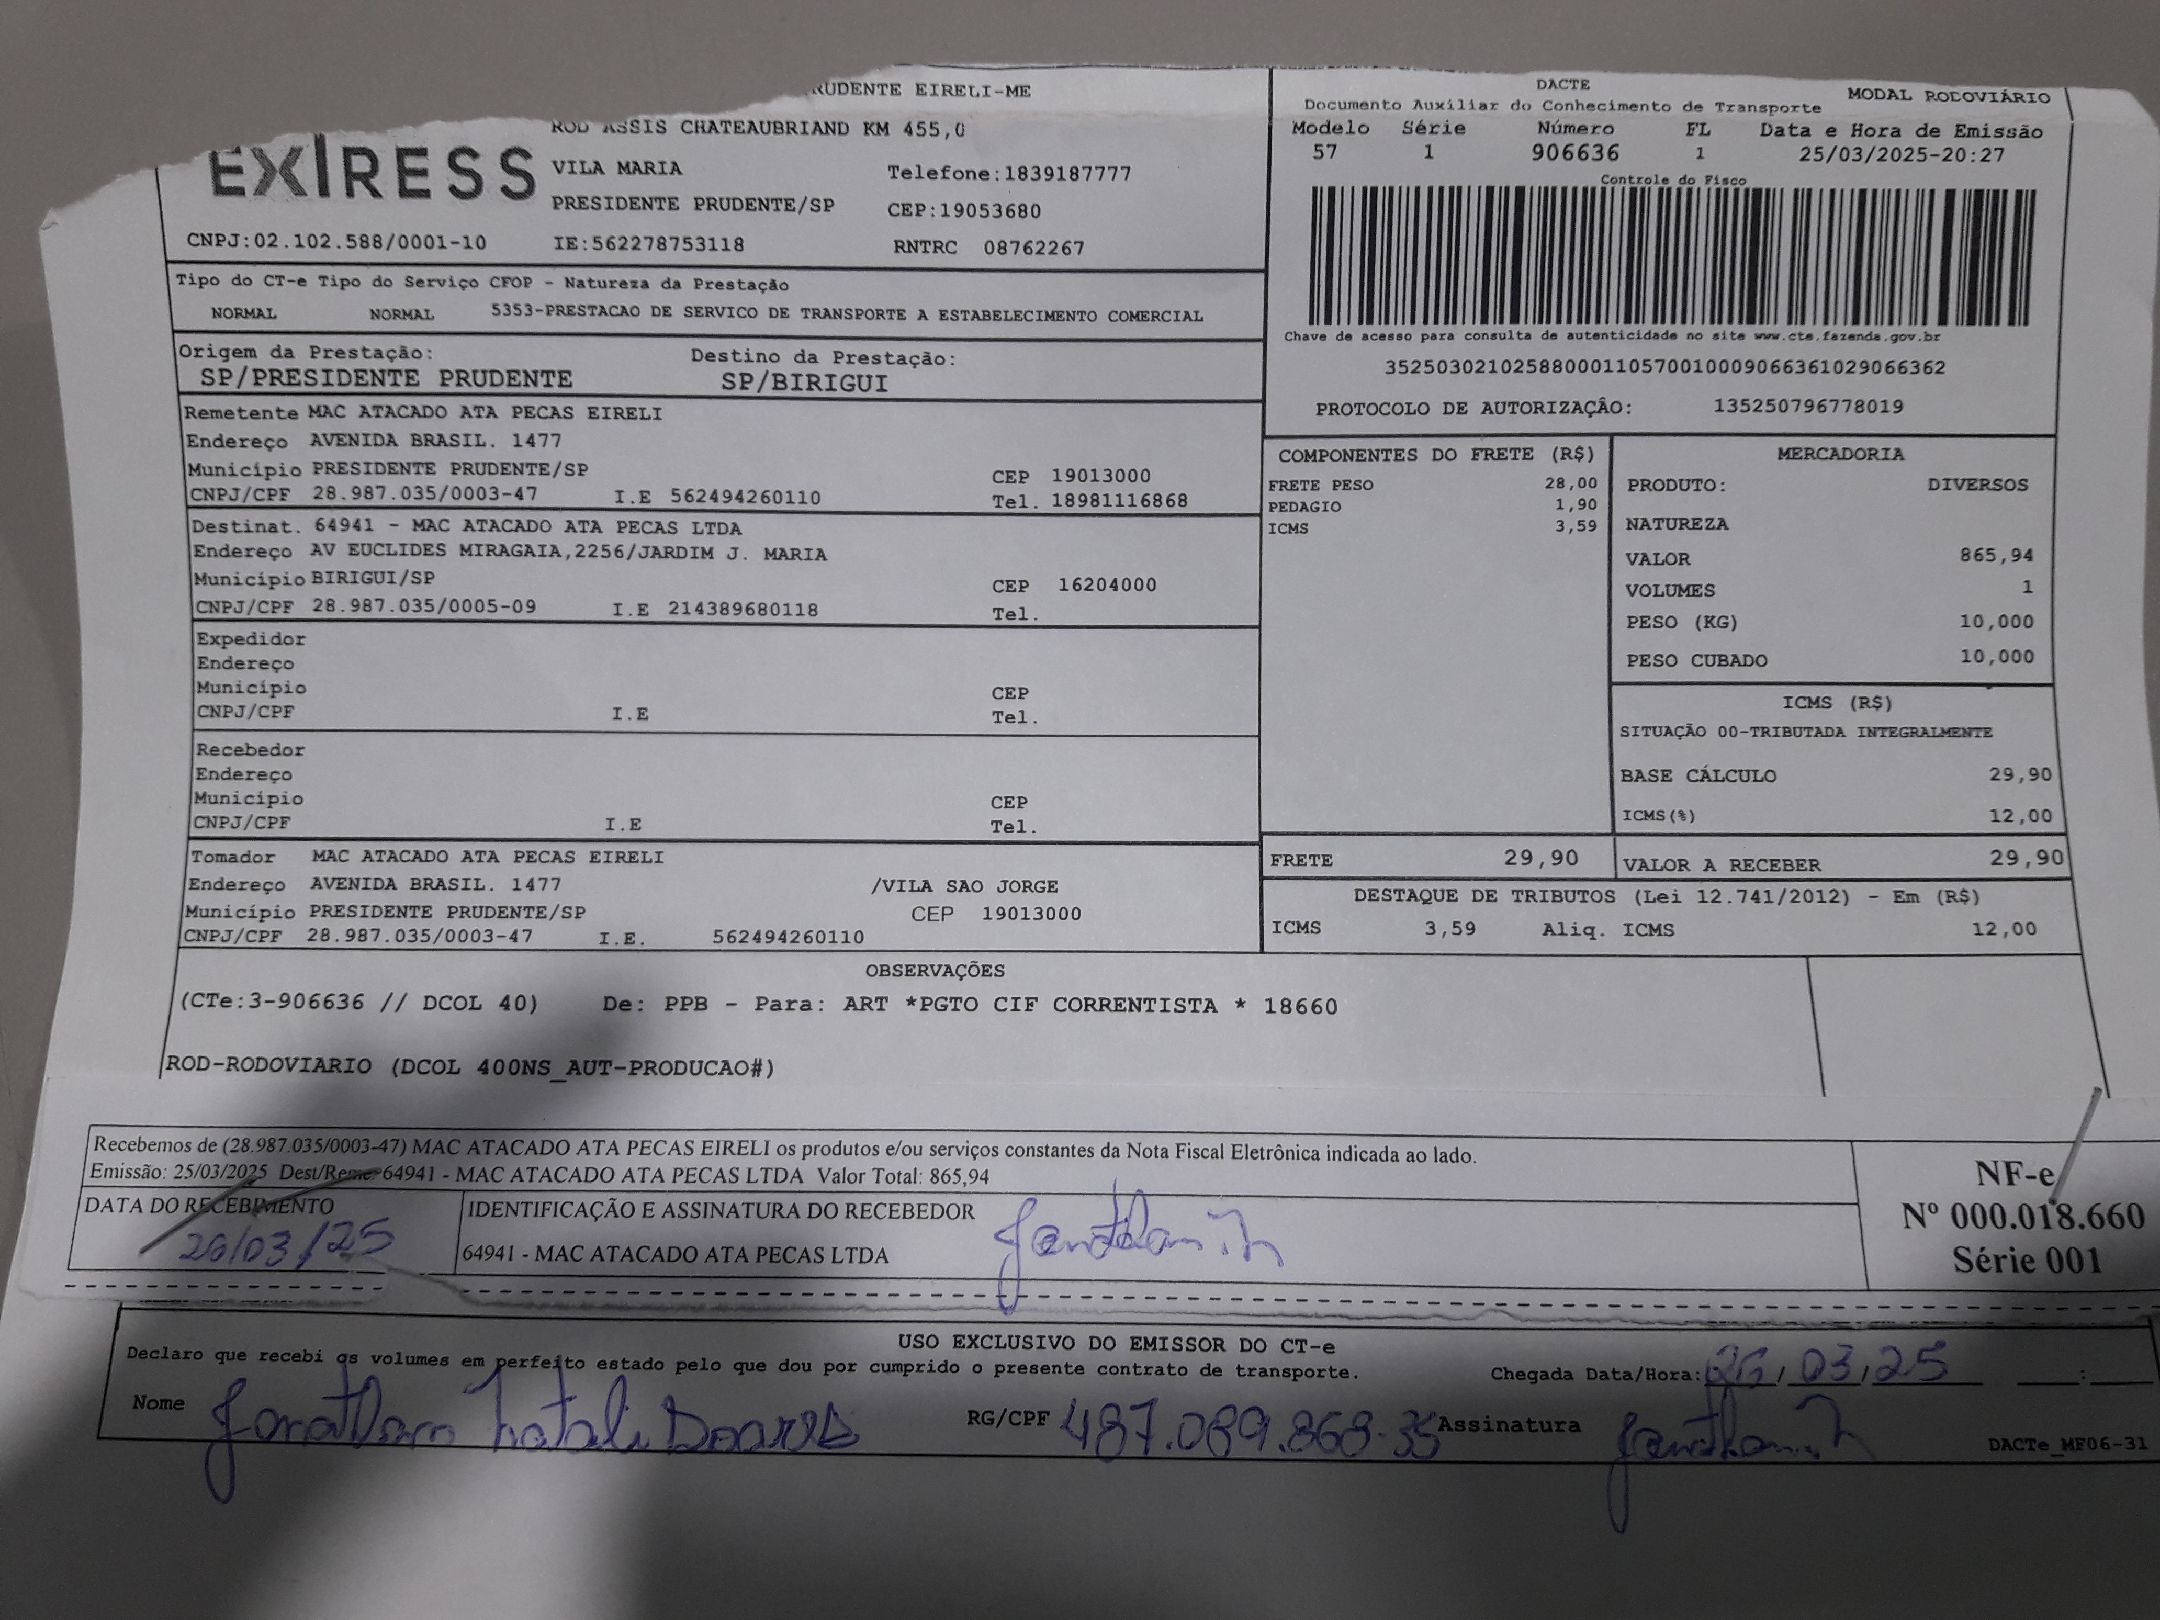 RUDENTE EIRELI-ME
ROD ASSIS CHATEAUBRIAND KM 455,0
EXPRESS
VILA MARIA Telefone:1839187777
PRESIDENTE PRUDENTE/SP CEP:19053680
CNPJ:02.102.588/0001-10 IE:562278753118 RNTRC 08762267
DACTE
Documento Auxiliar do Conhecimento de Transporte MODAL RODOVIÁRIO
Modelo Série Número FL Data e Hora de Emissão
57 1 906636 1 25/03/2025-20:27
Controle do Fisco
Chave de acesso para consulta de autenticidade no site www.cte.fazenda.gov.br
35250302102588000110570010009066361029066362
PROTOCOLO DE AUTORIZAÇÂO: 135250796778019
Tipo do CT-e Tipo do Serviço CFOP - Natureza da Prestação
NORMAL NORMAL 5353-PRESTACAO DE SERVICO DE TRANSPORTE A ESTABELECIMENTO COMERCIAL
Origem da Prestação: Destino da Prestação:
SP/PRESIDENTE PRUDENTE SP/BIRIGUI
Remetente MAC ATACADO ATA PECAS EIRELI
Endereço AVENIDA BRASIL. 1477
Município PRESIDENTE PRUDENTE/SP CEP 19013000
CNPJ/CPF 28.987.035/0003-47 I.E 562494260110 Tel. 18981116868
Destinat. 64941 - MAC ATACADO ATA PECAS LTDA
Endereço AV EUCLIDES MIRAGAIA,2256/JARDIM J. MARIA
Município BIRIGUI/SP CEP 16204000
CNPJ/CPF 28.987.035/0005-09 I.E 214389680118 Tel.
Expedidor
Endereço
Município CEP
CNPJ/CPF I.E Tel.
Recebedor
Endereço
Município CEP
CNPJ/CPF I.E Tel.
Tomador MAC ATACADO ATA PECAS EIRELI
Endereço AVENIDA BRASIL. 1477 /VILA SAO JORGE
Município PRESIDENTE PRUDENTE/SP CEP 19013000
CNPJ/CPF 28.987.035/0003-47 I.E. 562494260110
COMPONENTES DO FRETE (R$)
FRETE PESO 28,00
PEDAGIO 1,90
ICMS 3,59
MERCADORIA
PRODUTO: DIVERSOS
NATUREZA
VALOR 865,94
VOLUMES 1
PESO (KG) 10,000
PESO CUBADO 10,000
ICMS (R$)
SITUAÇÃO 00-TRIBUTADA INTEGRALMENTE
BASE CÁLCULO 29,90
ICMS(%) 12,00
FRETE 29,90 VALOR A RECEBER 29,90
DESTAQUE DE TRIBUTOS (Lei 12.741/2012) - Em (R$)
ICMS 3,59 Aliq. ICMS 12,00
OBSERVAÇÕES
(CTe:3-906636 // DCOL 40) De: PPB - Para: ART *PGTO CIF CORRENTISTA * 18660
ROD-RODOVIARIO (DCOL 400NS_AUT-PRODUCAO#)
Recebemos de (28.987.035/0003-47) MAC ATACADO ATA PECAS EIRELI os produtos e/ou serviços constantes da Nota Fiscal Eletrônica indicada ao lado.
Emissão: 25/03/2025 Dest/Reme 64941 - MAC ATACADO ATA PECAS LTDA Valor Total: 865,94
DATA DO RECEBIMENTO IDENTIFICAÇÃO E ASSINATURA DO RECEBEDOR
26/03/25 64941 - MAC ATACADO ATA PECAS LTDA Jonathan.N
NF-e
Nº 000.018.660
Série 001
USO EXCLUSIVO DO EMISSOR DO CT-e
Declaro que recebi os volumes em perfeito estado pelo que dou por cumprido o presente contrato de transporte. Chegada Data/Hora: 26/03/25 :
Nome Jonathan Natali Soares RG/CPF 487.089.868-35 Assinatura Jonathan.N
DACTe_MF06-31